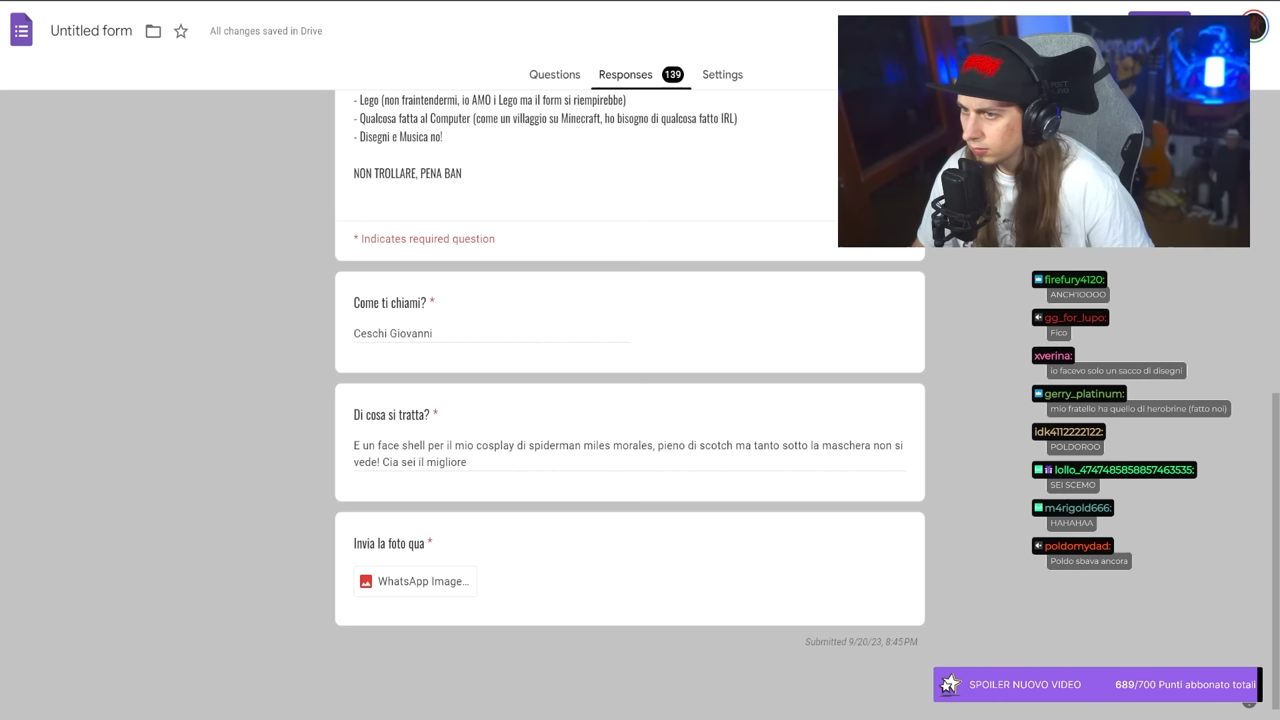 Untitled form
All changes saved in Drive
Questions
Responses 139
Settings
- Lego (non fraintendermi, io AMO i Lego ma il form si riempirebbe)
- Qualcosa fatta al Computer (come un villaggio su Minecraft, ho bisogno di qualcosa fatto IRL)
- Disegni e Musica no!
NON TROLLARE, PENA BAN
* Indicates required question
Come ti chiami? *
Ceschi Giovanni
Di cosa si tratta? *
E un face shell per il mio cosplay di spiderman miles morales, pieno di scotch ma tanto sotto la maschera non si
vede! Cia sei il migliore
Invia la foto qua *
WhatsApp Image...
Submitted 9/20/23, 8:45 PM
firefury4120:
ANCH'IOOOO
gg_for_lupo:
Fico
xverina:
io facevo solo un sacco di disegni
gerry_platinum:
mio fratello ha quello di herobrine (fatto noi)
idk4112222122:
POLDOROO
lollo_4747485858857463535:
SEI SCEMO
m4rigold666:
HAHAHAA
poldomydad:
Poldo sbava ancora
SPOILER NUOVO VIDEO
689/700 Punti abbonato totali